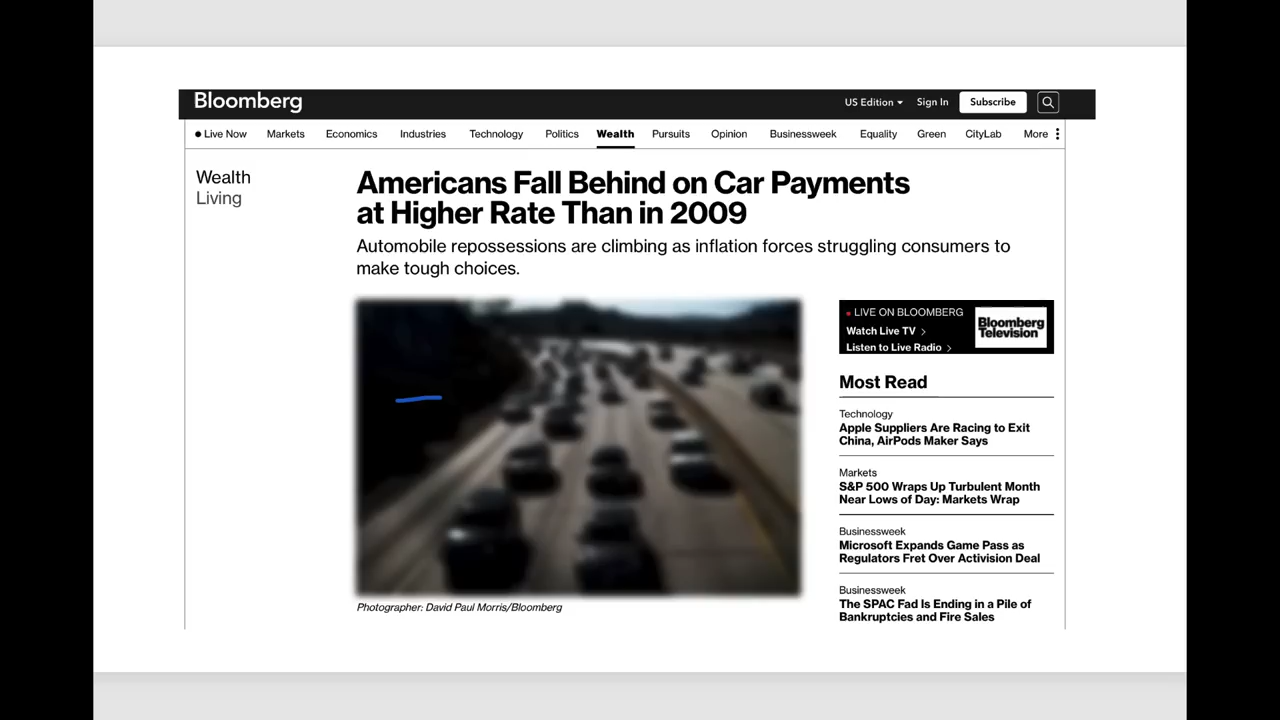 Bloomberg
US Edition
Sign In
Subscribe
Live Now Markets Economics Industries Technology Politics Wealth Pursuits Opinion Businessweek Equality Green CityLab More
Wealth
Living
Americans Fall Behind on Car Payments
at Higher Rate Than in 2009
Automobile repossessions are climbing as inflation forces struggling consumers to
make tough choices.
Photographer: David Paul Morris/Bloomberg
LIVE ON BLOOMBERG
Watch Live TV
Listen to Live Radio
Bloomberg
Television
Most Read
Technology
Apple Suppliers Are Racing to Exit
China, AirPods Maker Says
Markets
S&P 500 Wraps Up Turbulent Month
Near Lows of Day: Markets Wrap
Businessweek
Microsoft Expands Game Pass as
Regulators Fret Over Activision Deal
Businessweek
The SPAC Fad Is Ending in a Pile of
Bankruptcies and Fire Sales